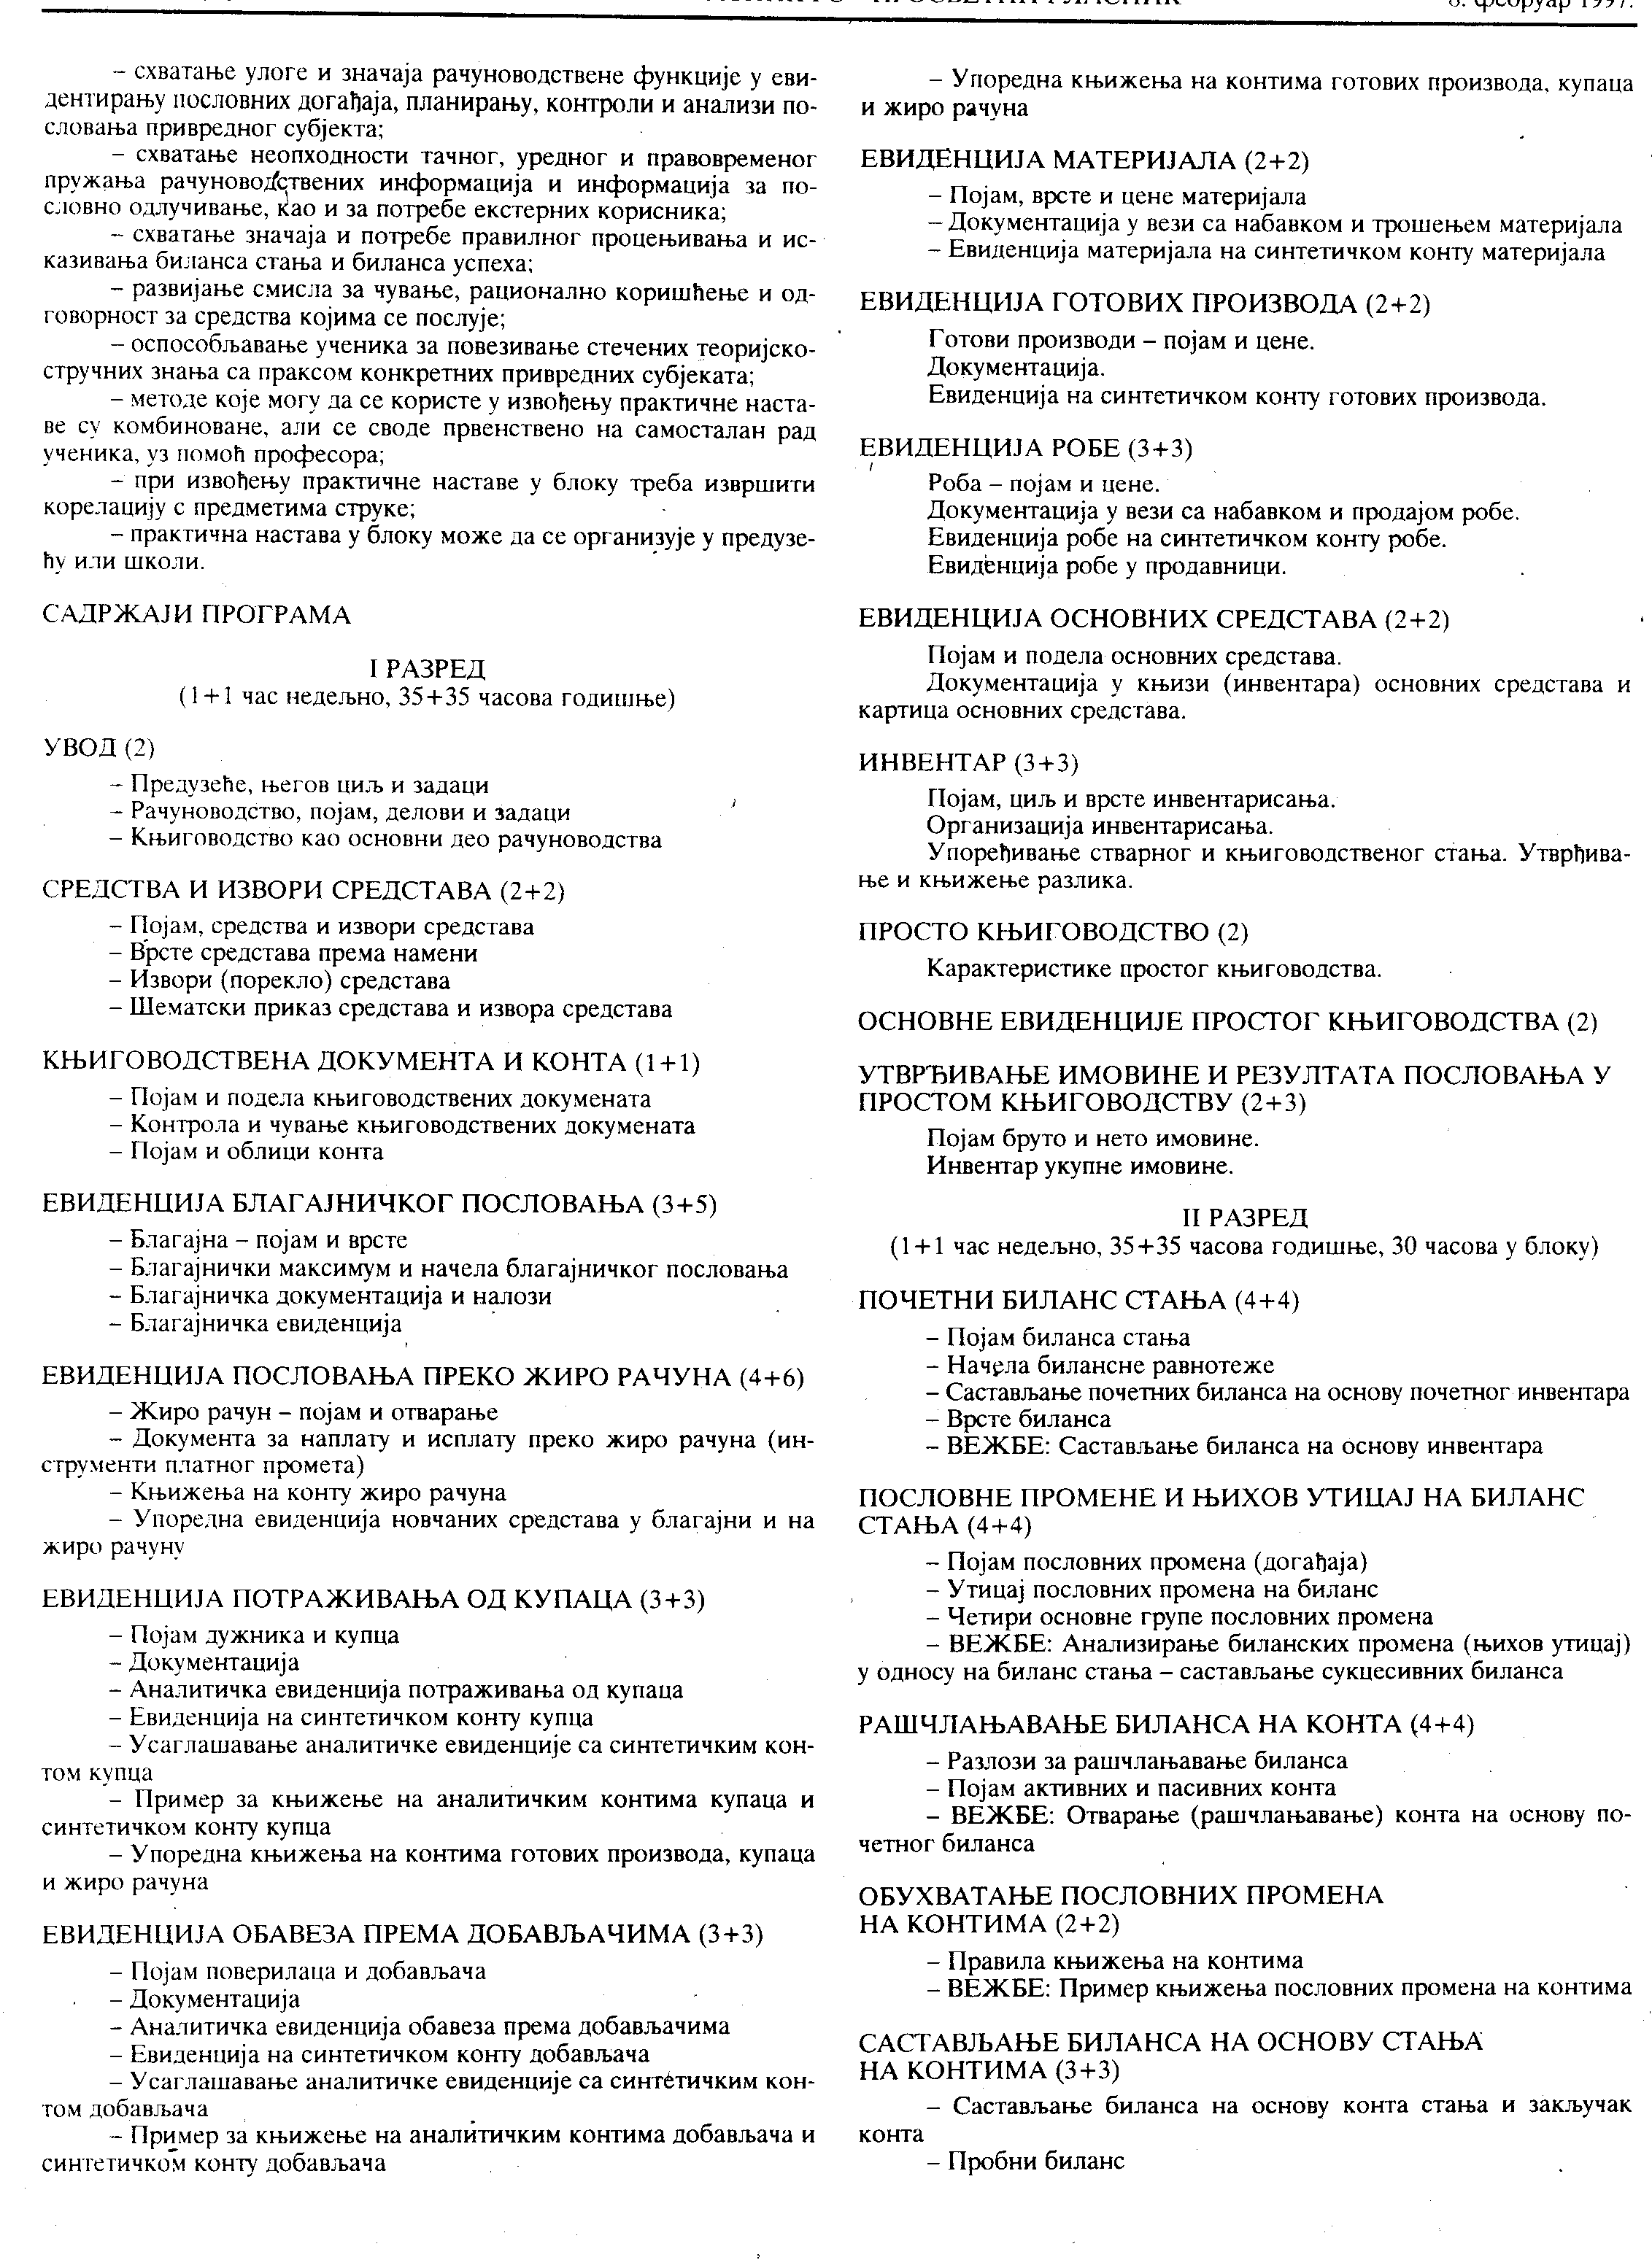 8. фебруар 1997.
– схватање улоге и значаја рачуноводствене функције у еви-
дентирању пословних догађаја, планирању, контроли и анализи по-
словања привредног субјекта;
– схватање неопходности тачног, уредног и правовременог
пружања рачуноводствених информација и информација за по-
словно одлучивање, као и за потребе екстерних корисника;
– схватање значаја и потребе правилног процењивања и ис-
казивања биланса стања и биланса успеха;
– развијање смисла за чување, рационално коришћење и од-
говорност за средства којима се послује;
– оспособљавање ученика за повезивање стечених теоријско-
стручних знања са праксом конкретних привредних субјеката;
– методе које могу да се користе у извођењу практичне наста-
ве су комбиноване, али се своде првенствено на самосталан рад
ученика, уз помоћ професора;
– при извођењу практичне наставе у блоку треба извршити
корелацију с предметима струке;
– практична настава у блоку може да се организује у предузе-
ћу или школи.
САДРЖАЈИ ПРОГРАМА
I РАЗРЕД
(1+1 час недељно, 35+35 часова годишње)
УВОД (2)
– Предузеће, његов циљ и задаци
– Рачуноводство, појам, делови и задаци
– Књиговодство као основни део рачуноводства
СРЕДСТВА И ИЗВОРИ СРЕДСТАВА (2+2)
– Појам, средства и извори средстава
– Врсте средстава према намени
– Извори (порекло) средстава
– Шематски приказ средстава и извора средстава
КЊИГОВОДСТВЕНА ДОКУМЕНТА И КОНТА (1+1)
– Појам и подела књиговодствених докумената
– Контрола и чување књиговодствених докумената
– Појам и облици конта
ЕВИДЕНЦИЈА БЛАГАЈНИЧКОГ ПОСЛОВАЊА (3+5)
– Благајна – појам и врсте
– Благајнички максимум и начела благајничког пословања
– Благајничка документација и налози
– Благајничка евиденција
ЕВИДЕНЦИЈА ПОСЛОВАЊА ПРЕКО ЖИРО РАЧУНА (4+6)
– Жиро рачун – појам и отварање
– Документа за наплату и исплату преко жиро рачуна (ин-
струменти платног промета)
– Књижења на конту жиро рачуна
– Упоредна евиденција новчаних средстава у благајни и на
жиро рачуну
ЕВИДЕНЦИЈА ПОТРАЖИВАЊА ОД КУПАЦА (3+3)
– Појам дужника и купца
– Документација
– Аналитичка евиденција потраживања од купаца
– Евиденција на синтетичком конту купца
– Усаглашавање аналитичке евиденције са синтетичким кон-
том купца
– Пример за књижење на аналитичким контима купаца и
синтетичком конту купца
– Упоредна књижења на контима готових производа, купаца
и жиро рачуна
ЕВИДЕНЦИЈА ОБАВЕЗА ПРЕМА ДОБАВЉАЧИМА (3+3)
– Појам поверилаца и добављача
– Документација
– Аналитичка евиденција обавеза према добављачима
– Евиденција на синтетичком конту добављача
– Усаглашавање аналитичке евиденције са синтетичким кон-
том добављача
– Пример за књижење на аналитичким контима добављача и
синтетичком конту добављача
– Упоредна књижења на контима готових производа, купаца
и жиро рачуна
ЕВИДЕНЦИЈА МАТЕРИЈАЛА (2+2)
– Појам, врсте и цене материјала
– Документација у вези са набавком и трошењем материјала
– Евиденција материјала на синтетичком конту материјала
ЕВИДЕНЦИЈА ГОТОВИХ ПРОИЗВОДА (2+2)
Готови производи – појам и цене.
Документација.
Евиденција на синтетичком конту готових производа.
ЕВИДЕНЦИЈА РОБЕ (3+3)
Роба – појам и цене.
Документација у вези са набавком и продајом робе.
Евиденција робе на синтетичком конту робе.
Евиденција робе у продавници.
ЕВИДЕНЦИЈА ОСНОВНИХ СРЕДСТАВА (2+2)
Појам и подела основних средстава.
Документација у књизи (инвентара) основних средстава и
картица основних средстава.
ИНВЕНТАР (3+3)
Појам, циљ и врсте инвентарисања.
Организација инвентарисања.
Упоређивање стварног и књиговодственог стања. Утврђива-
ње и књижење разлика.
ПРОСТО КЊИГОВОДСТВО (2)
Карактеристике простог књиговодства.
ОСНОВНЕ ЕВИДЕНЦИЈЕ ПРОСТОГ КЊИГОВОДСТВА (2)
УТВРЂИВАЊЕ ИМОВИНЕ И РЕЗУЛТАТА ПОСЛОВАЊА У
ПРОСТОМ КЊИГОВОДСТВУ (2+3)
Појам бруто и нето имовине.
Инвентар укупне имовине.
II РАЗРЕД
(1+1 час недељно, 35+35 часова годишње, 30 часова у блоку)
ПОЧЕТНИ БИЛАНС СТАЊА (4+4)
– Појам биланса стања
– Начела билансне равнотеже
– Састављање почетних биланса на основу почетног инвентара
– Врсте биланса
– ВЕЖБЕ: Састављање биланса на основу инвентара
ПОСЛОВНЕ ПРОМЕНЕ И ЊИХОВ УТИЦАЈ НА БИЛАНС
СТАЊА (4+4)
– Појам пословних промена (догађаја)
– Утицај пословних промена на биланс
– Четири основне групе пословних промена
– ВЕЖБЕ: Анализирање биланских промена (њихов утицај)
у односу на биланс стања – састављање сукцесивних биланса
РАШЧЛАЊАВАЊЕ БИЛАНСА НА КОНТА (4+4)
– Разлози за рашчлањавање биланса
– Појам активних и пасивних конта
– ВЕЖБЕ: Отварање (рашчлањавање) конта на основу по-
четног биланса
ОБУХВАТАЊЕ ПОСЛОВНИХ ПРОМЕНА
НА КОНТИМА (2+2)
– Правила књижења на контима
– ВЕЖБЕ: Пример књижења пословних промена на контима
САСТАВЉАЊЕ БИЛАНСА НА ОСНОВУ СТАЊА
НА КОНТИМА (3+3)
– Састављање биланса на основу конта стања и закључак
конта
– Пробни биланс